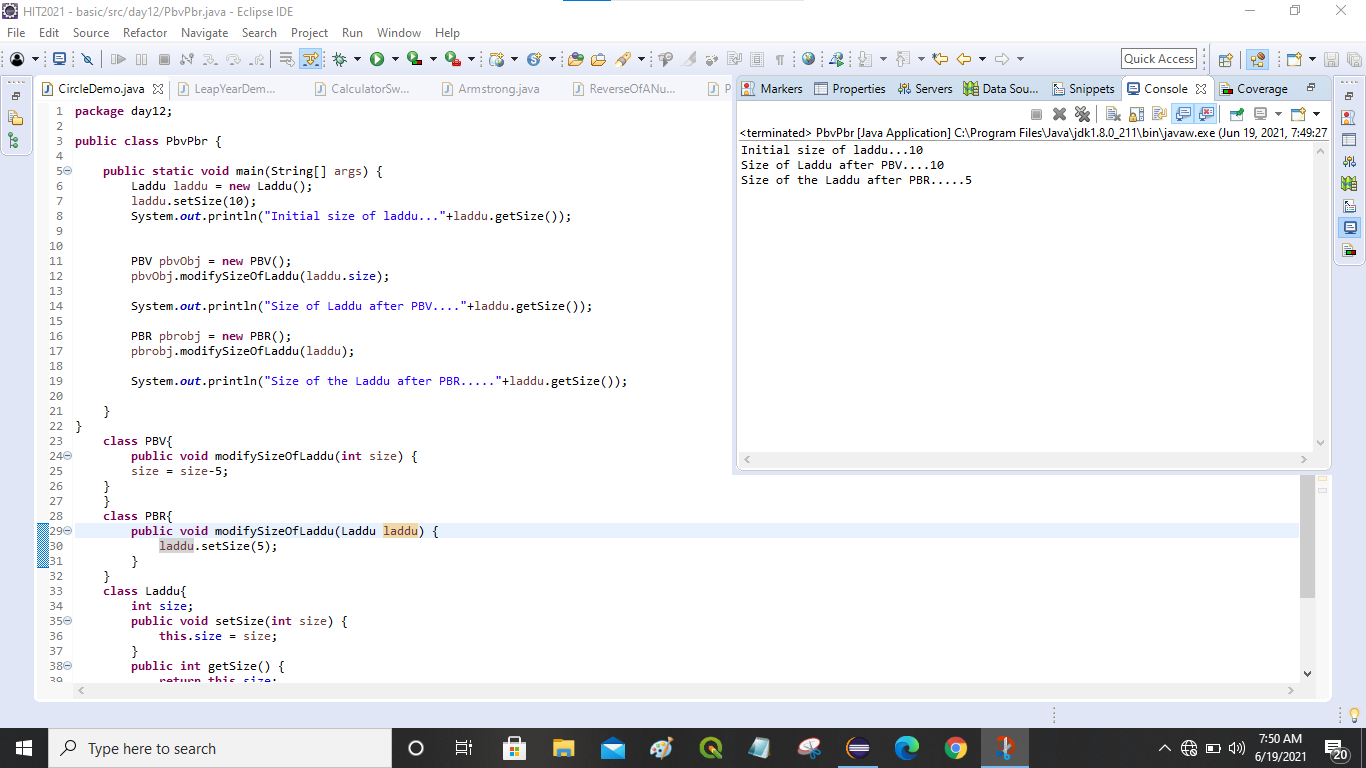 HIT2021 - basic/src/day12/PbvPbr.java - Eclipse IDE
File Edit Source Refactor Navigate Search Project Run Window Help
Quick Access
CircleDemo.java LeapYearDem... CalculatorSw... Armstrong.java ReverseOfANu... P
1 package day12;
2
3 public class PbvPbr {
4
5 public static void main(String[] args) {
6 Laddu laddu = new Laddu();
7 laddu.setSize(10);
8 System.out.println("Initial size of laddu..."+laddu.getSize());
9
10
11 PBV pbvObj = new PBV();
12 pbvObj.modifySizeOfLaddu(laddu.size);
13
14 System.out.println("Size of Laddu after PBV...."+laddu.getSize());
15
16 PBR pbrobj = new PBR();
17 pbrobj.modifySizeOfLaddu(laddu);
18
19 System.out.println("Size of the Laddu after PBR....."+laddu.getSize());
20
21 }
22 }
23 class PBV{
24 public void modifySizeOfLaddu(int size) {
25 size = size-5;
26 }
27 }
28 class PBR{
29 public void modifySizeOfLaddu(Laddu laddu) {
30 laddu.setSize(5);
31 }
32 }
33 class Laddu{
34 int size;
35 public void setSize(int size) {
36 this.size = size;
37 }
38 public int getSize() {
39 return this.size;
Markers Properties Servers Data Sou... Snippets Console Coverage
<terminated> PbvPbr [Java Application] C:\Program Files\Java\jdk1.8.0_211\bin\javaw.exe (Jun 19, 2021, 7:49:27
Initial size of laddu...10
Size of Laddu after PBV....10
Size of the Laddu after PBR.....5
Type here to search
7:50 AM
6/19/2021
20